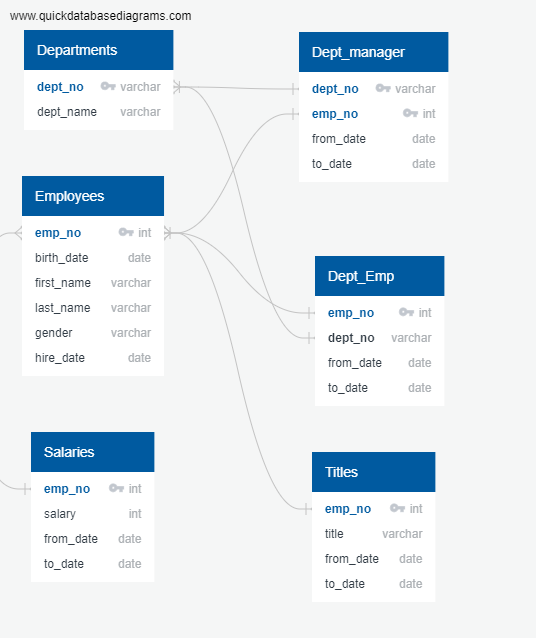 www.quickdatabasediagrams.com
Departments
dept_no varchar
dept_name varchar
Dept_manager
dept_no varchar
emp_no int
from_date date
to_date date
Employees
emp_no int
birth_date date
first_name varchar
last_name varchar
gender varchar
hire_date date
Dept_Emp
emp_no int
dept_no varchar
from_date date
to_date date
Salaries
emp_no int
salary int
from_date date
to_date date
Titles
emp_no int
title varchar
from_date date
to_date date